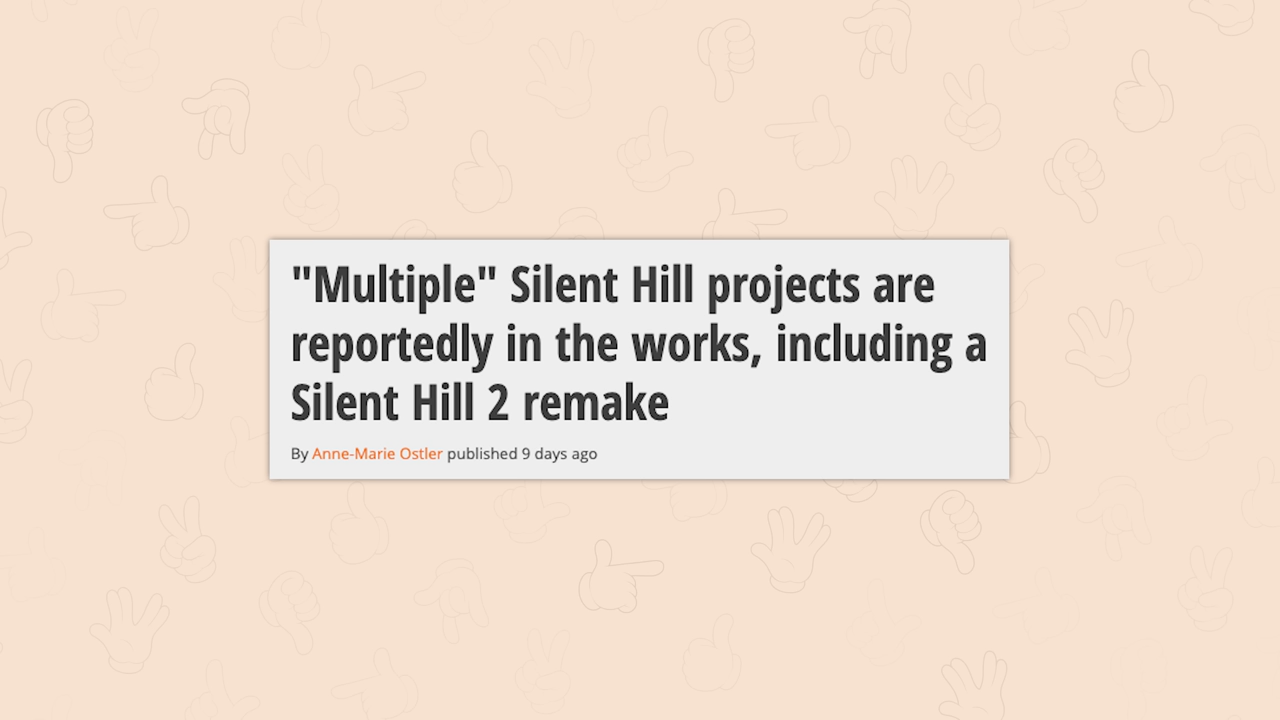 "Multiple" Silent Hill projects are
reportedly in the works, including a
Silent Hill 2 remake
By Anne-Marie Ostler published 9 days ago